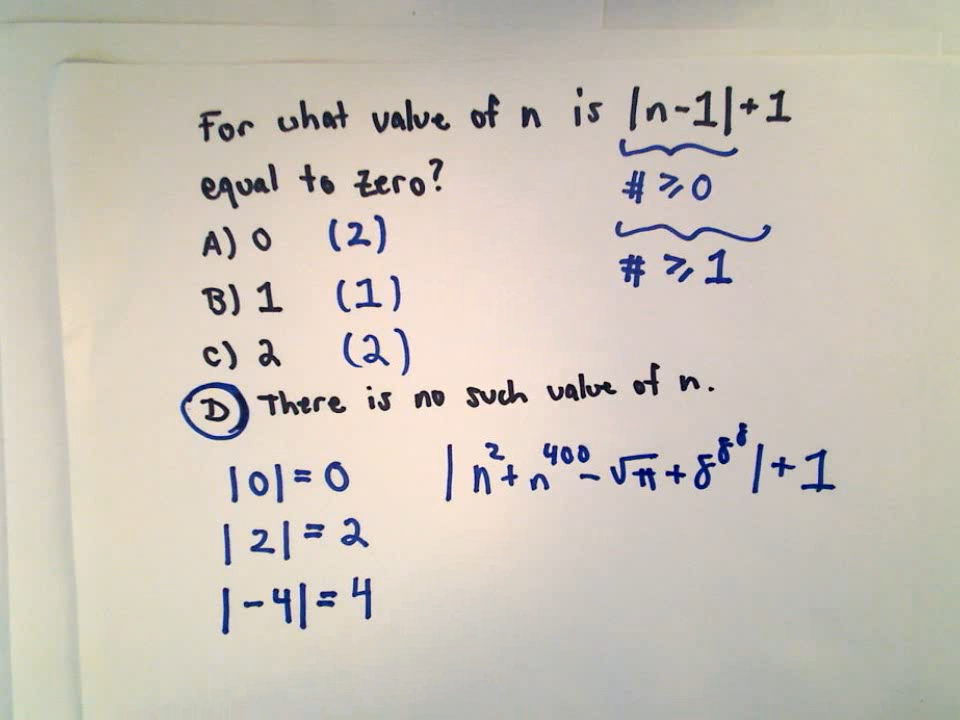 For what value of n is |n-1|+1
equal to zero?
# ≥ 0
A) 0 (2)
# ≥ 1
B) 1 (1)
C) 2 (2)
D There is no such value of n.
|0| = 0
|n² + n⁴⁰⁰ - √π + 8^8^8| + 1
|2| = 2
|-4| = 4